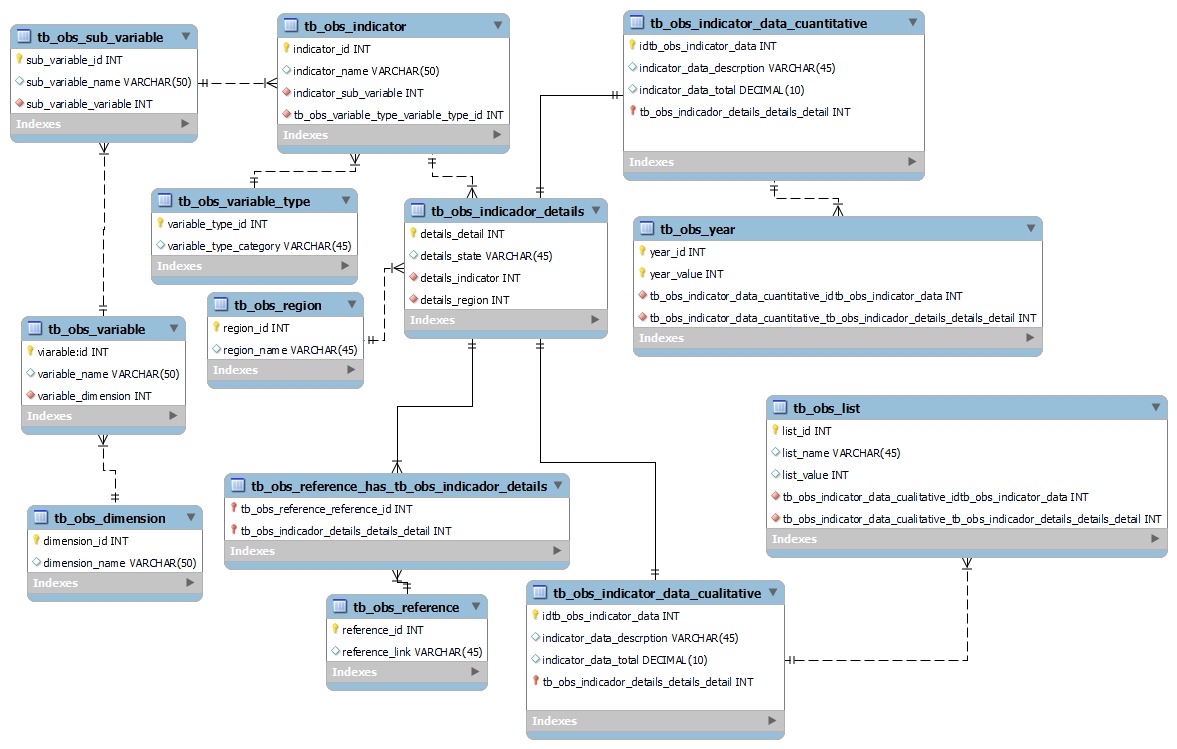 tb_obs_sub_variable
sub_variable_id INT
sub_variable_name VARCHAR(50)
sub_variable_variable INT
Indexes
tb_obs_indicator
indicator_id INT
indicator_name VARCHAR(50)
indicator_sub_variable INT
tb_obs_variable_type_variable_type_id INT
Indexes
tb_obs_indicator_data_cuantitative
idtb_obs_indicator_data INT
indicator_data_descrption VARCHAR(45)
indicator_data_total DECIMAL(10)
tb_obs_indicador_details_details_detail INT
Indexes
tb_obs_variable_type
variable_type_id INT
variable_type_category VARCHAR(45)
Indexes
tb_obs_indicador_details
details_detail INT
details_state VARCHAR(45)
details_indicator INT
details_region INT
Indexes
tb_obs_year
year_id INT
year_value INT
tb_obs_indicator_data_cuantitative_idtb_obs_indicator_data INT
tb_obs_indicator_data_cuantitative_tb_obs_indicador_details_details_detail INT
Indexes
tb_obs_region
region_id INT
region_name VARCHAR(45)
Indexes
tb_obs_variable
viarable:id INT
variable_name VARCHAR(50)
variable_dimension INT
Indexes
tb_obs_list
list_id INT
list_name VARCHAR(45)
list_value INT
tb_obs_indicator_data_cualitative_idtb_obs_indicator_data INT
tb_obs_indicator_data_cualitative_tb_obs_indicador_details_details_detail INT
Indexes
tb_obs_reference_has_tb_obs_indicador_details
tb_obs_reference_reference_id INT
tb_obs_indicador_details_details_detail INT
Indexes
tb_obs_dimension
dimension_id INT
dimension_name VARCHAR(50)
Indexes
tb_obs_reference
reference_id INT
reference_link VARCHAR(45)
Indexes
tb_obs_indicator_data_cualitative
idtb_obs_indicator_data INT
indicator_data_descrption VARCHAR(45)
indicator_data_total DECIMAL(10)
tb_obs_indicador_details_details_detail INT
Indexes